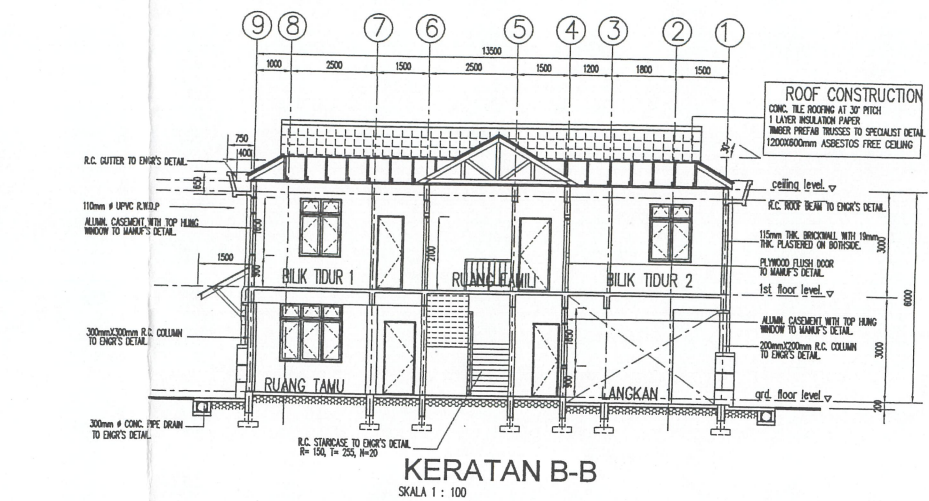 9 8 7 6 5 4 3 2 1
13500
1000 2500 1500 2500 1500 1200 1800 1500
ROOF CONSTRUCTION
CONC. TILE ROOFING AT 30° PITCH
1 LAYER INSULATION PAPER
TIMBER PREFAB TRUSSES TO SPECIALIST DETAIL
1200X600mm ASBESTOS FREE CEILING
750
1400
R.C. GUTTER TO ENGR'S DETAIL
650
ceiling level.
R.C. ROOF BEAM TO ENGR'S DETAIL
110mm ø UPVC R.W.D.P
ALUMN. CASEMENT WITH TOP HUNG
WINDOW TO MANUF'S DETAIL.
115mm THK. BRICKWALL WITH 19mm
THK. PLASTERED ON BOTHSIDE.
3000
2100
1500
900
PLYWOOD FLUSH DOOR
TO MANUF'S DETAIL
BILIK TIDUR 1
RUANG FAMILI
BILIK TIDUR 2
1st floor level.
6000
ALUMN. CASEMENT WITH TOP HUNG
WINDOW TO MANUF'S DETAIL
300mmX300mm R.C. COLUMN
TO ENGR'S DETAIL
200mmX200mm R.C. COLUMN
TO ENGR'S DETAIL
3000
900
RUANG TAMU
LANGKAN
grd. floor level
200
300mm ø CONC. PIPE DRAIN
TO ENGR'S DETAIL
R.C. STARICASE TO ENGR'S DETAIL
R= 150, T= 255, N=20
KERATAN B-B
SKALA 1 : 100